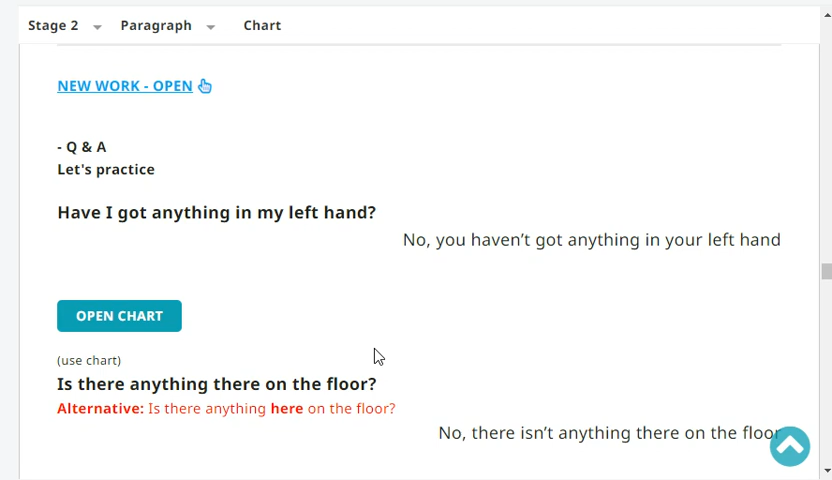 Stage 2 Paragraph Chart
NEW WORK - OPEN
- Q & A
Let's practice
Have I got anything in my left hand?
No, you haven’t got anything in your left hand
OPEN CHART
(use chart)
Is there anything there on the floor?
Alternative: Is there anything here on the floor?
No, there isn’t anything there on the floor